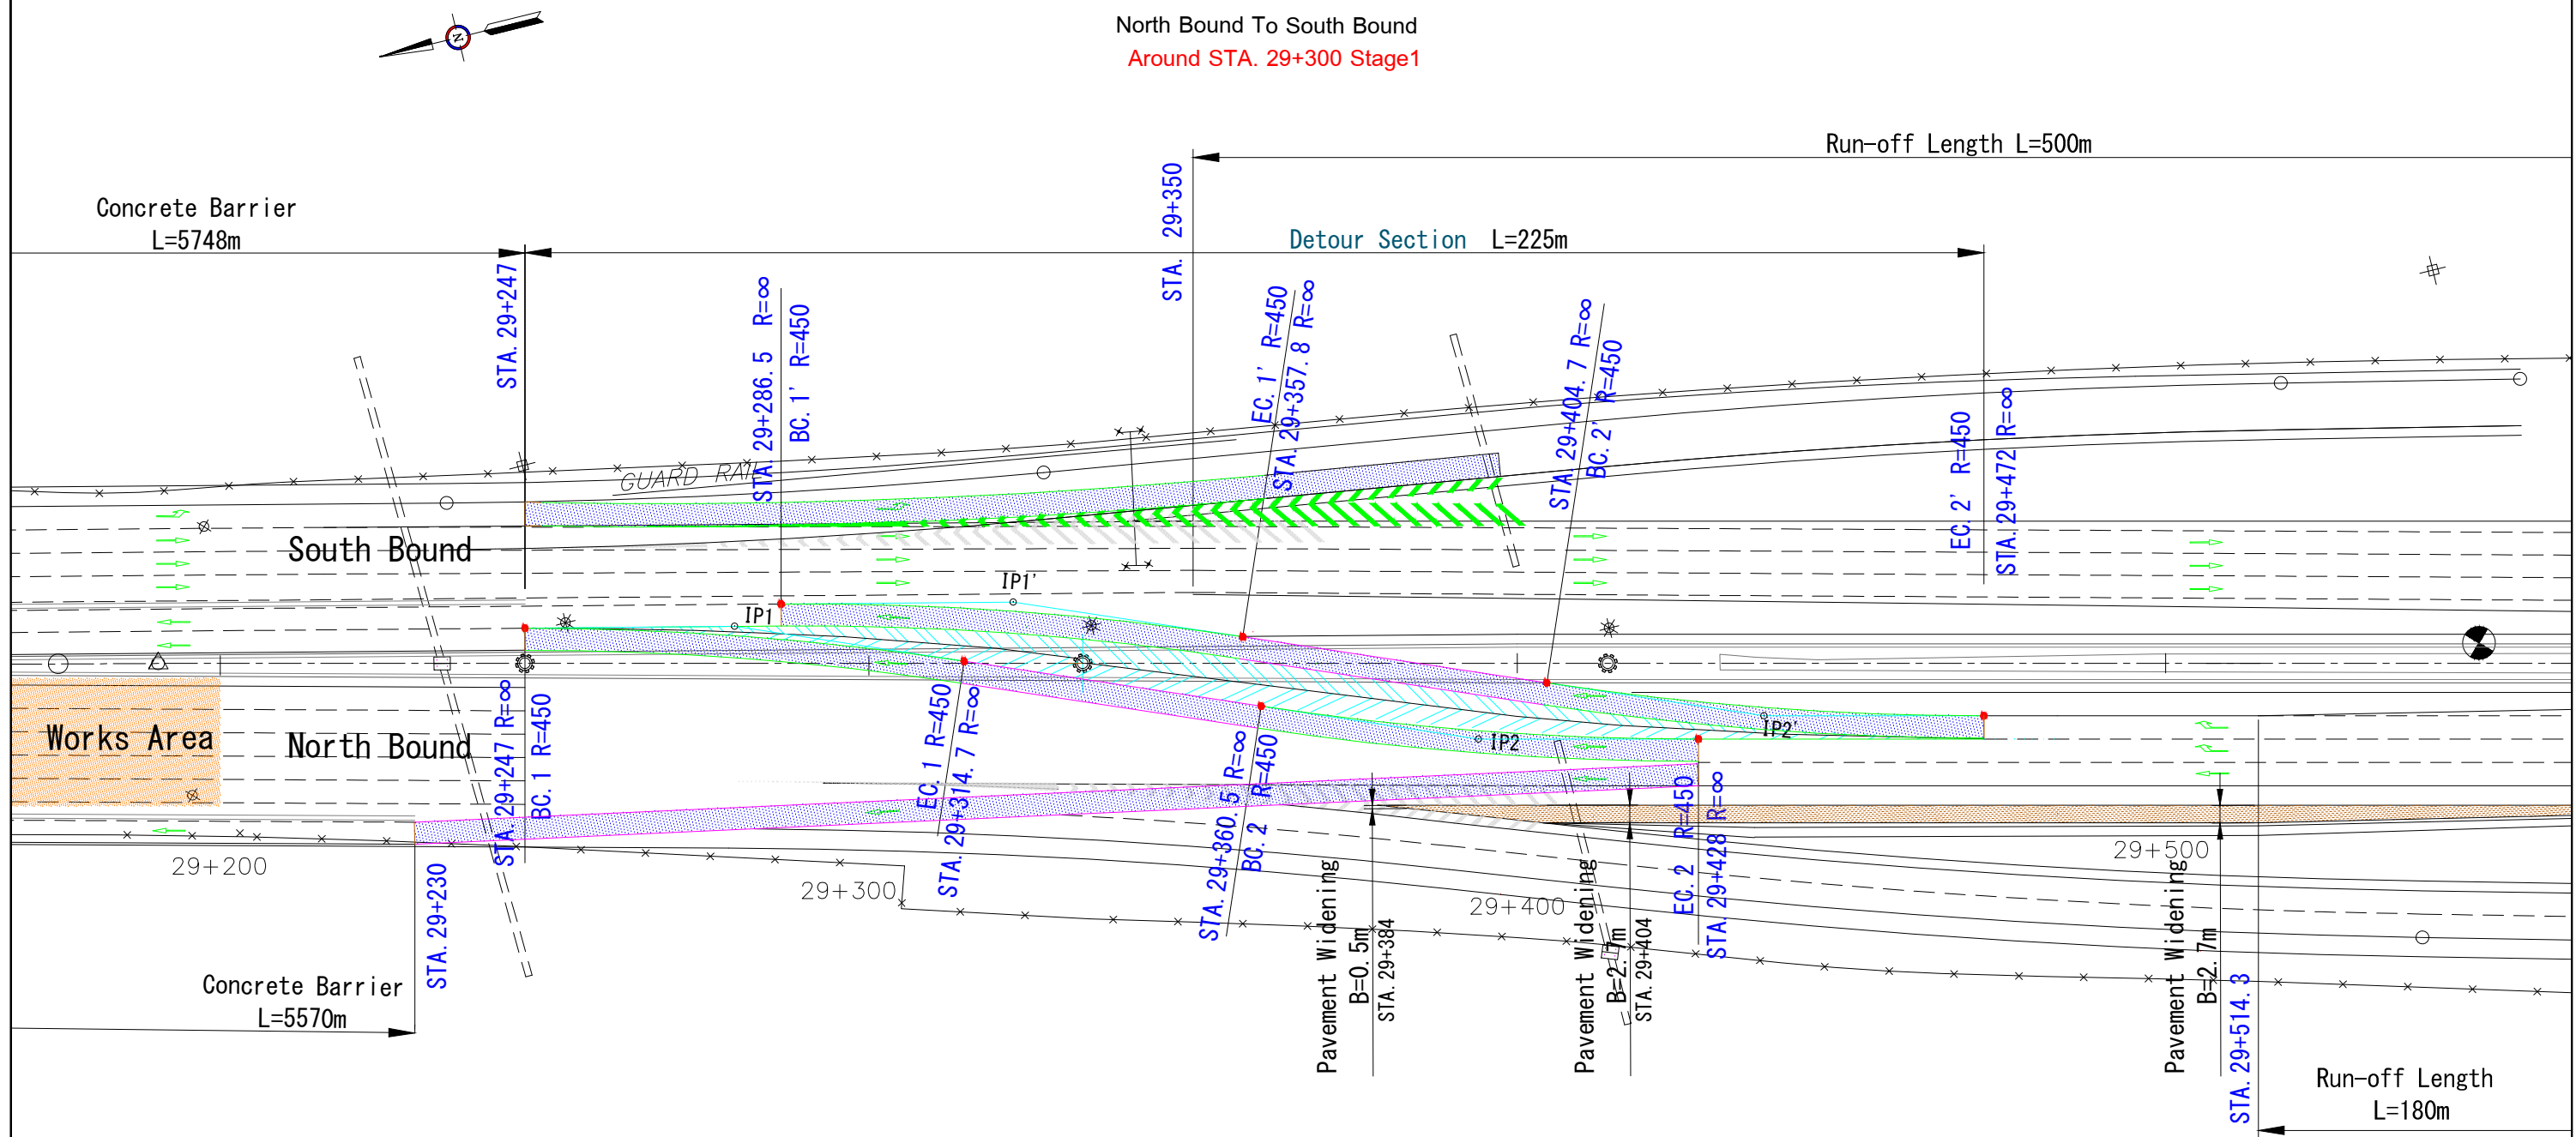 North Bound To South Bound
Around STA. 29+300 Stage1
N
Run-off Length L=500m
Concrete Barrier
L=5748m
Detour Section L=225m
STA. 29+350
STA. 29+247
STA. 29+286.5 R=∞
BC. 1' R=450
EC. 1' R=450
STA. 29+357.8 R=∞
STA. 29+404.7 R=∞
BC. 2' R=450
EC. 2' R=450
STA. 29+472 R=∞
GUARD RAIL
South Bound
IP1'
IP1
Works Area
North Bound
IP2
IP2'
STA. 29+247 R=∞
BC. 1 R=450
EC. 1 R=450
STA. 29+314.7 R=∞
STA. 29+360.5 R=∞
BC. 2 R=450
EC. 2 R=450
STA. 29+428 R=∞
29+200
29+300
29+400
29+500
STA. 29+230
Pavement Widening
B=0.5m
STA. 29+384
Pavement Widening
B=2.7m
STA. 29+404
Pavement Widening
B=2.7m
STA. 29+514.3
Concrete Barrier
L=5570m
Run-off Length
L=180m